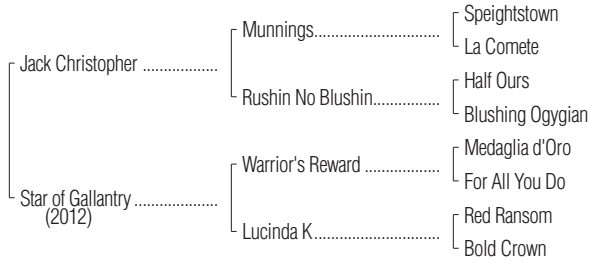 Speightstown
Munnings
La Comete
Jack Christopher
Half Ours
Rushin No Blushin
Blushing Ogygian
Medaglia d'Oro
Warrior's Reward
For All You Do
Star of Gallantry
(2012)
Red Ransom
Lucinda K
Bold Crown